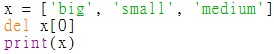 x = ['big', 'small', 'medium']
del x[0]
print(x)